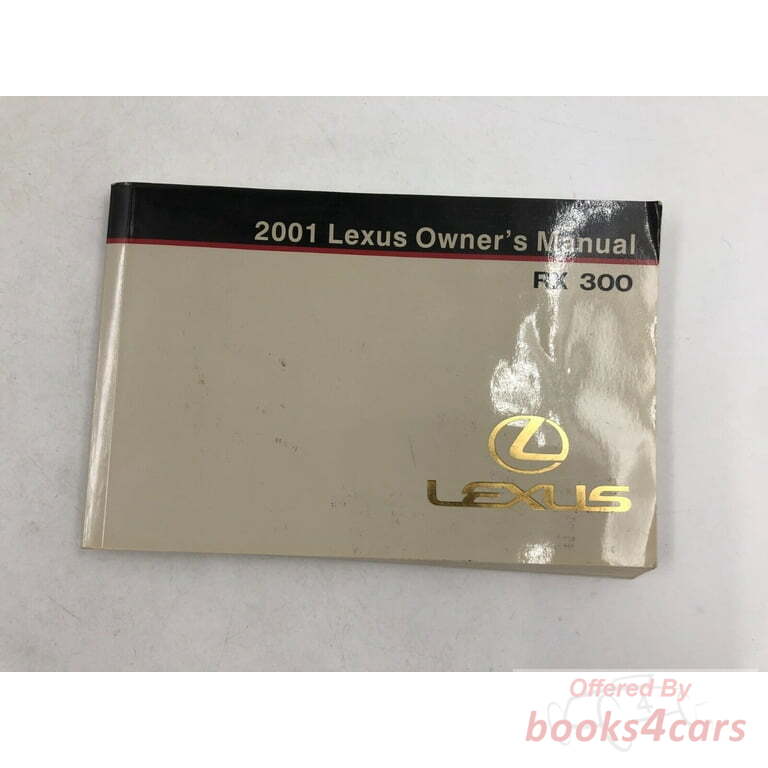 2001 Lexus Owner's Manual
RX 300
LEXUS
Offered By
books4cars